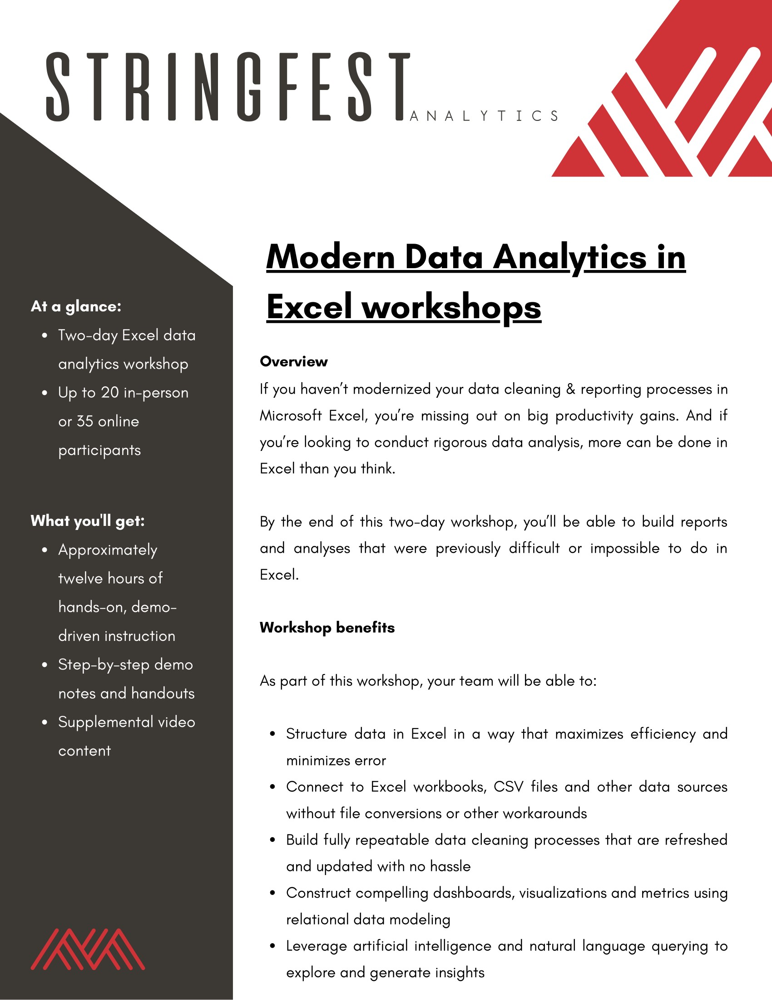 STRINGFEST
ANALYTICS
At a glance:
• Two-day Excel data
analytics workshop
• Up to 20 in-person
or 35 online
participants
What you'll get:
• Approximately
twelve hours of
hands-on, demo-
driven instruction
• Step-by-step demo
notes and handouts
• Supplemental video
content
Modern Data Analytics in
Excel workshops
Overview
If you haven’t modernized your data cleaning & reporting processes in
Microsoft Excel, you’re missing out on big productivity gains. And if
you’re looking to conduct rigorous data analysis, more can be done in
Excel than you think.
By the end of this two-day workshop, you’ll be able to build reports
and analyses that were previously difficult or impossible to do in
Excel.
Workshop benefits
As part of this workshop, your team will be able to:
• Structure data in Excel in a way that maximizes efficiency and
minimizes error
• Connect to Excel workbooks, CSV files and other data sources
without file conversions or other workarounds
• Build fully repeatable data cleaning processes that are refreshed
and updated with no hassle
• Construct compelling dashboards, visualizations and metrics using
relational data modeling
• Leverage artificial intelligence and natural language querying to
explore and generate insights